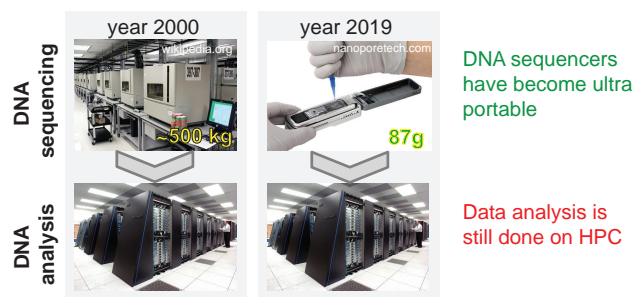 year 2000
year 2019
DNA
sequencing
wikipedia.org
~500 kg
nanoporetech.com
87g
DNA sequencers
have become ultra
portable
DNA
analysis
Data analysis is
still done on HPC